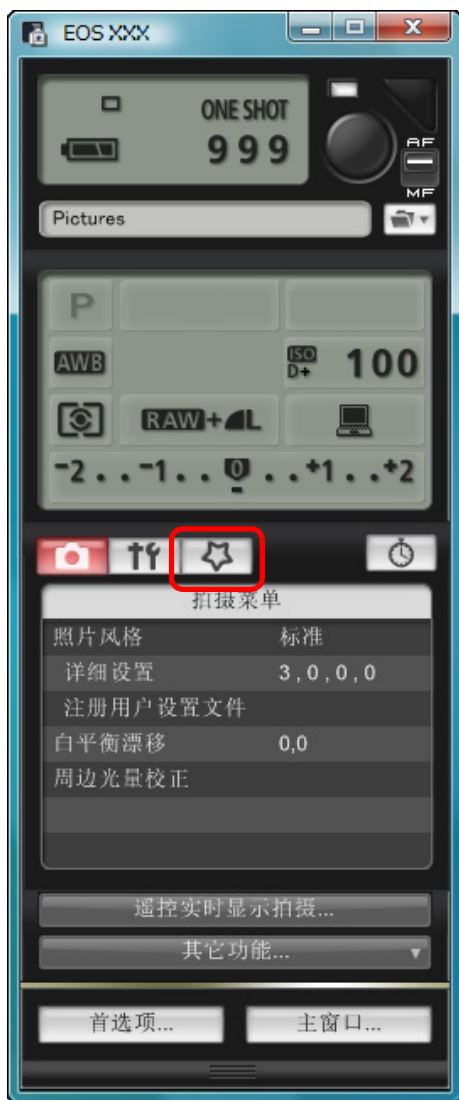 EOS XXX
ONE SHOT
999
AF
MF
Pictures
P
AWB
ISO D+ 100
RAW+L
-2..-1..0..+1..+2
拍摄菜单
照片风格 标准
详细设置 3,0,0,0
注册用户设置文件
白平衡漂移 0,0
周边光量校正
遥控实时显示拍摄...
其它功能...
首选项... 主窗口...